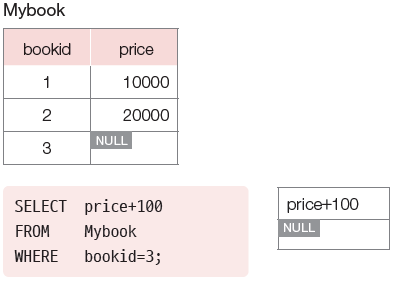 Mybook
bookid price
1 10000
2 20000
3 NULL
SELECT price+100
FROM Mybook
WHERE bookid=3;
price+100
NULL